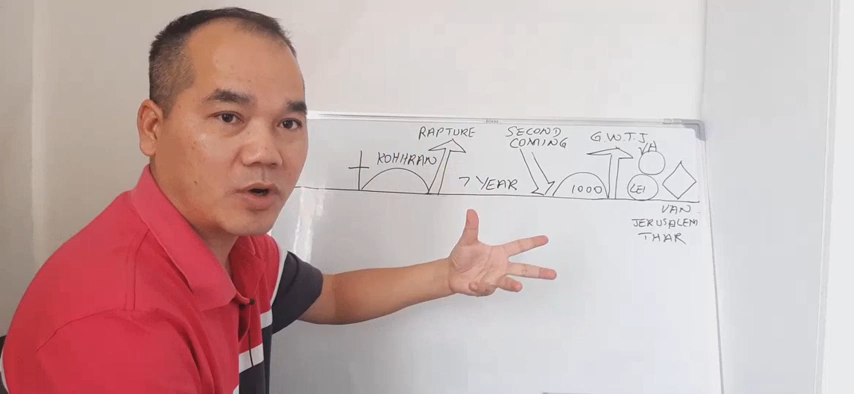 RAPTURE
SECOND
COMING
G.W.T.J
VA
KOHHRAN
7 YEAR
1000
LEI
VAN
JERUSALEM
THAR